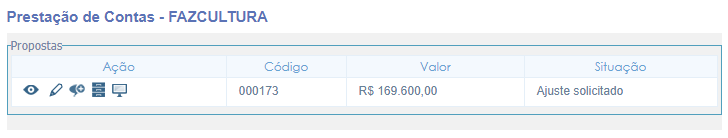 Prestação de Contas - FAZCULTURA
Propostas
Ação Código Valor Situação
000173 R$ 169.600,00 Ajuste solicitado